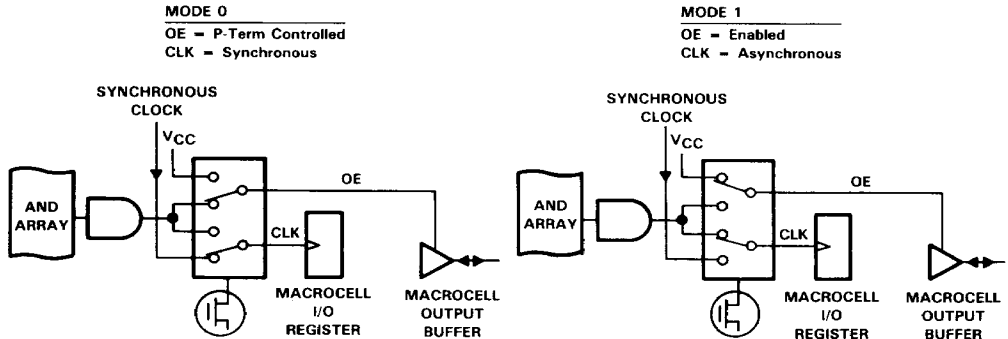 MODE 0
OE = P-Term Controlled
CLK = Synchronous
SYNCHRONOUS
CLOCK
VCC
AND
ARRAY
OE
CLK
MACROCELL
I/O
REGISTER
MACROCELL
OUTPUT
BUFFER
MODE 1
OE = Enabled
CLK = Asynchronous
SYNCHRONOUS
CLOCK
VCC
AND
ARRAY
OE
CLK
MACROCELL
I/O
REGISTER
MACROCELL
OUTPUT
BUFFER